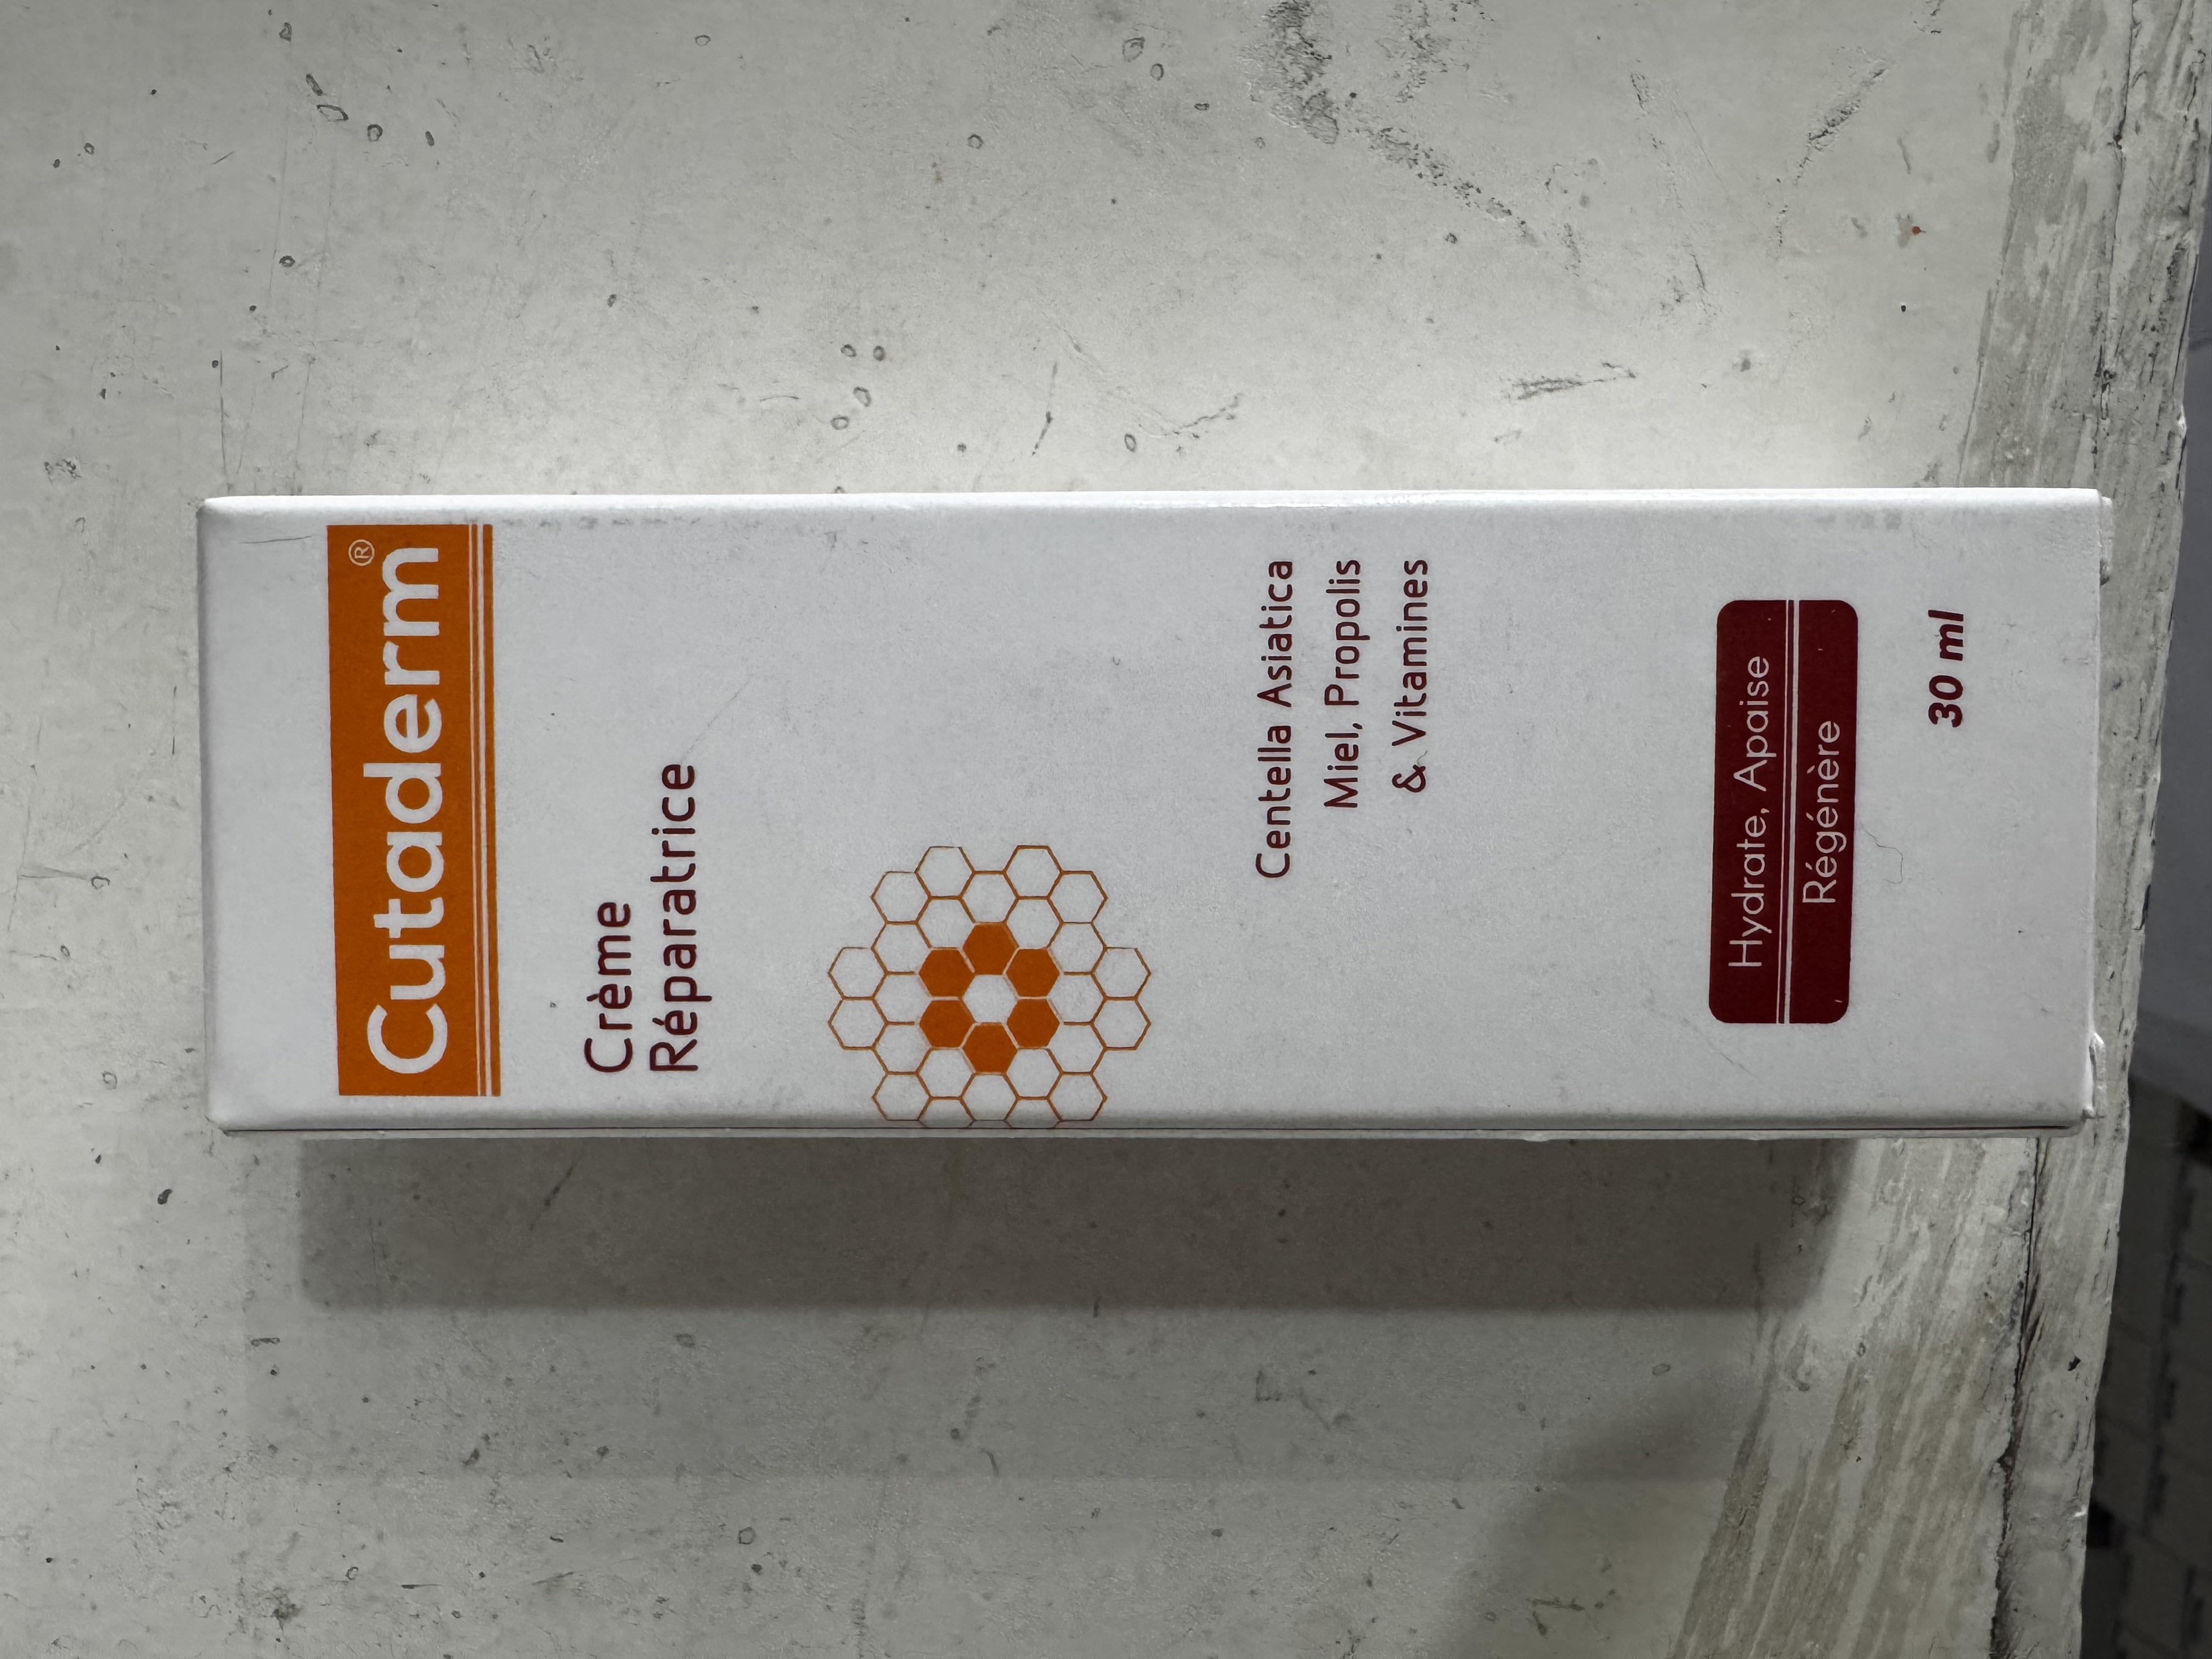 Cutaderm®
Crème
Réparatrice
Centella Asiatica
Miel, Propolis
& Vitamines
Hydrate, Apaise
Régénère
30 ml